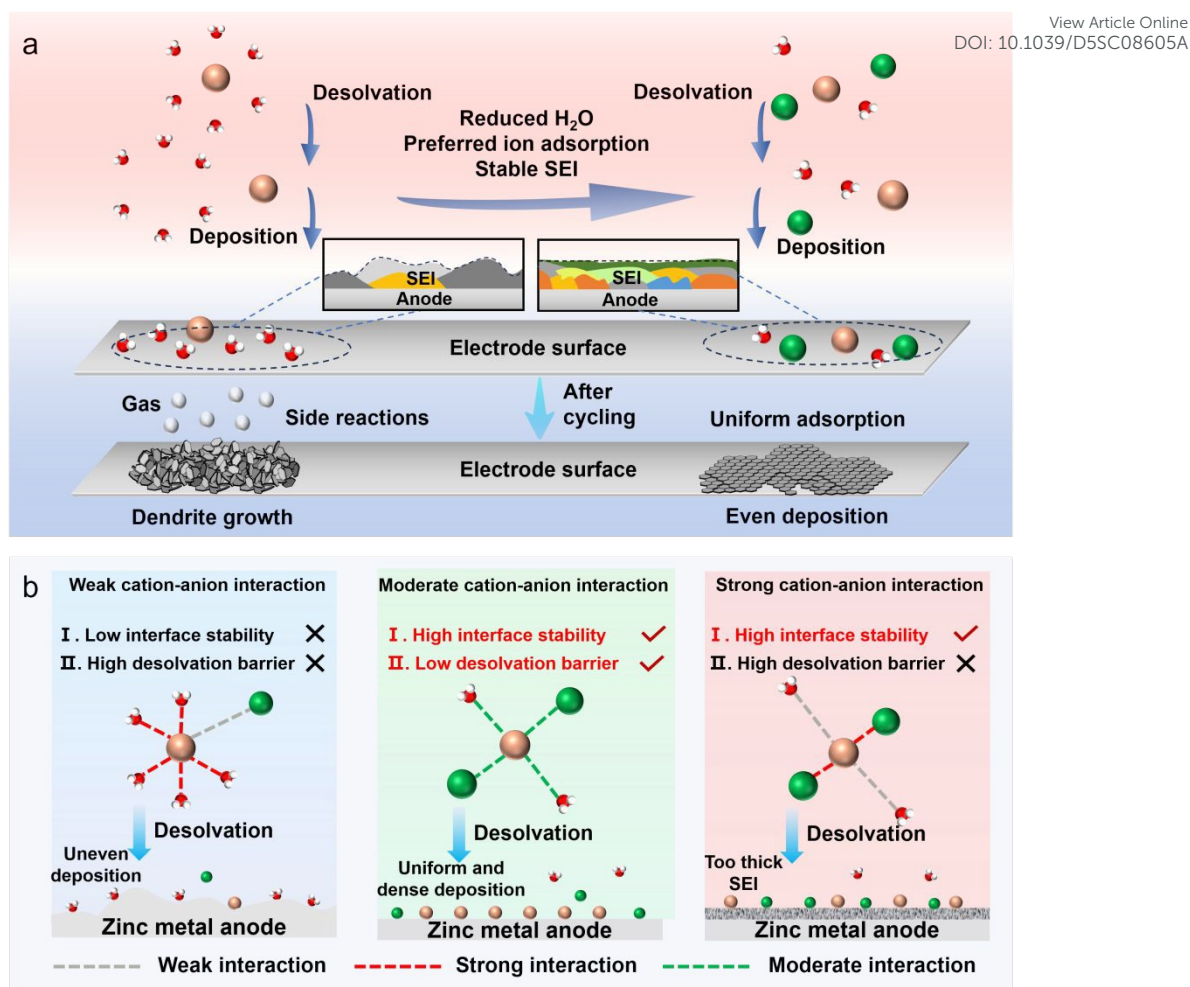 View Article Online
DOI: 10.1039/D5SC08605A
a
Desolvation
Desolvation
Reduced H₂O
Preferred ion adsorption
Stable SEI
Deposition
Deposition
SEI
Anode
SEI
Anode
Electrode surface
Gas
Side reactions
After
cycling
Uniform adsorption
Electrode surface
Dendrite growth
Even deposition
b
Weak cation-anion interaction
I. Low interface stability ✕
II. High desolvation barrier ✕
Desolvation
Uneven
deposition
Zinc metal anode
Moderate cation-anion interaction
I. High interface stability ✓
II. Low desolvation barrier ✓
Desolvation
Uniform and
dense deposition
Zinc metal anode
Strong cation-anion interaction
I. High interface stability ✓
II. High desolvation barrier ✕
Desolvation
Too thick
SEI
Zinc metal anode
Weak interaction
Strong interaction
Moderate interaction